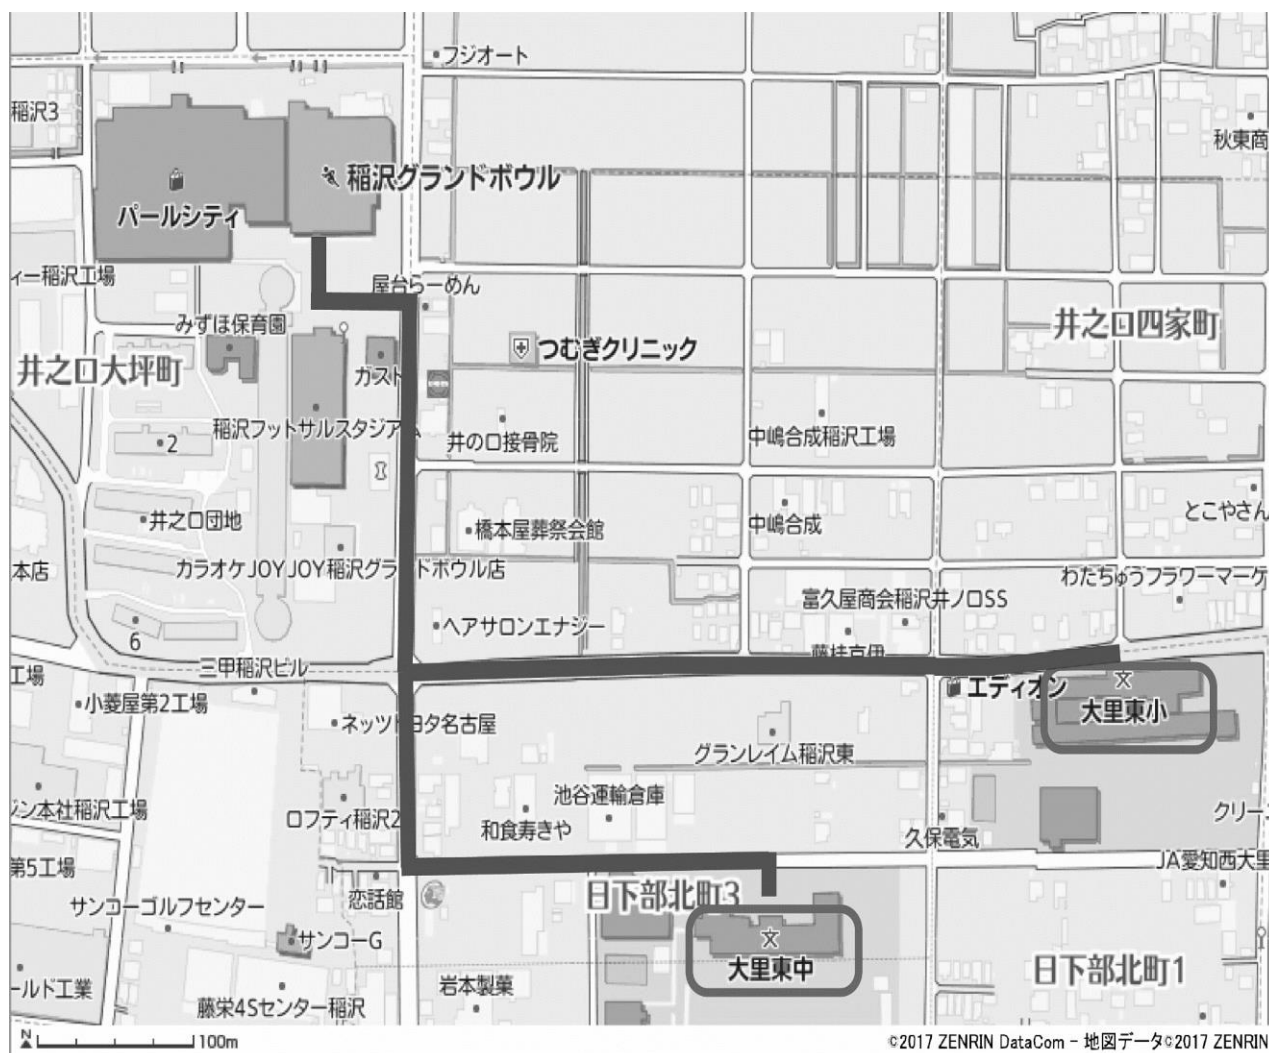 フジオート
稲沢3
秋東商
稲沢グランドボウル
パールシティ
ィー稲沢工場
屋台らーめん
みずほ保育園
井之口四家町
つむぎクリニック
井之口大坪町
ガスト
稲沢フットサルスタジアム
井の口接骨院
中嶋合成稲沢工場
2
とこやさん
井之口団地
橋本屋葬祭会館
中嶋合成
本店
カラオケJOYJOY稲沢グランドボウル店
わたちゅうフラワーマーケ
富久屋商会稲沢井ノ口SS
6
ヘアサロンエナジー
三甲稲沢ビル
工場
小菱屋第2工場
エディオン
大里東小
ネッツトヨタ名古屋
グランレイム稲沢東
池谷運輸倉庫
ジン本社稲沢工場
ロフティ稲沢2
和食寿きや
クリーニ
久保電気
第5工場
JA愛知西大里
サンコーゴルフセンター
恋話館
日下部北町3
サンコーG
大里東中
日下部北町1
ールド工業
藤栄4Sセンター稲沢
岩本製菓
N
100m
©2017 ZENRIN DataCom - 地図データ©2017 ZENRIN